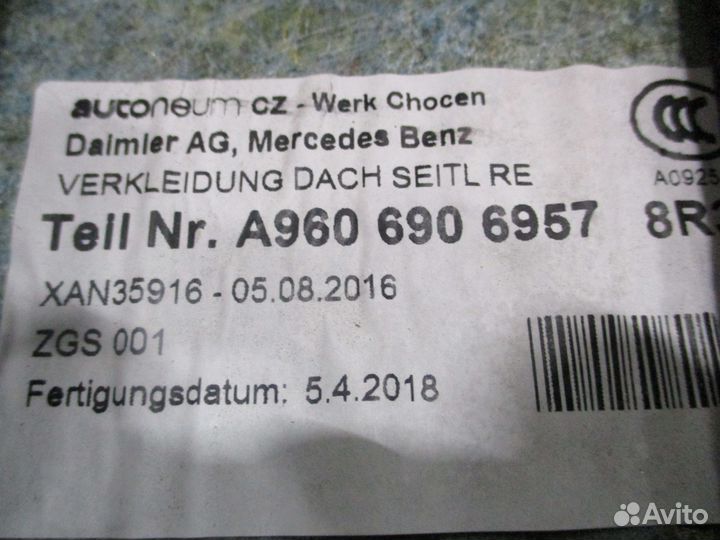 autoneum CZ - Werk Chocen
Daimler AG, Mercedes Benz
VERKLEIDUNG DACH SEITL RE
A0925
Teil Nr. A960 690 6957 8R
XAN35916 - 05.08.2016
ZGS 001
Fertigungsdatum: 5.4.2018
Avito